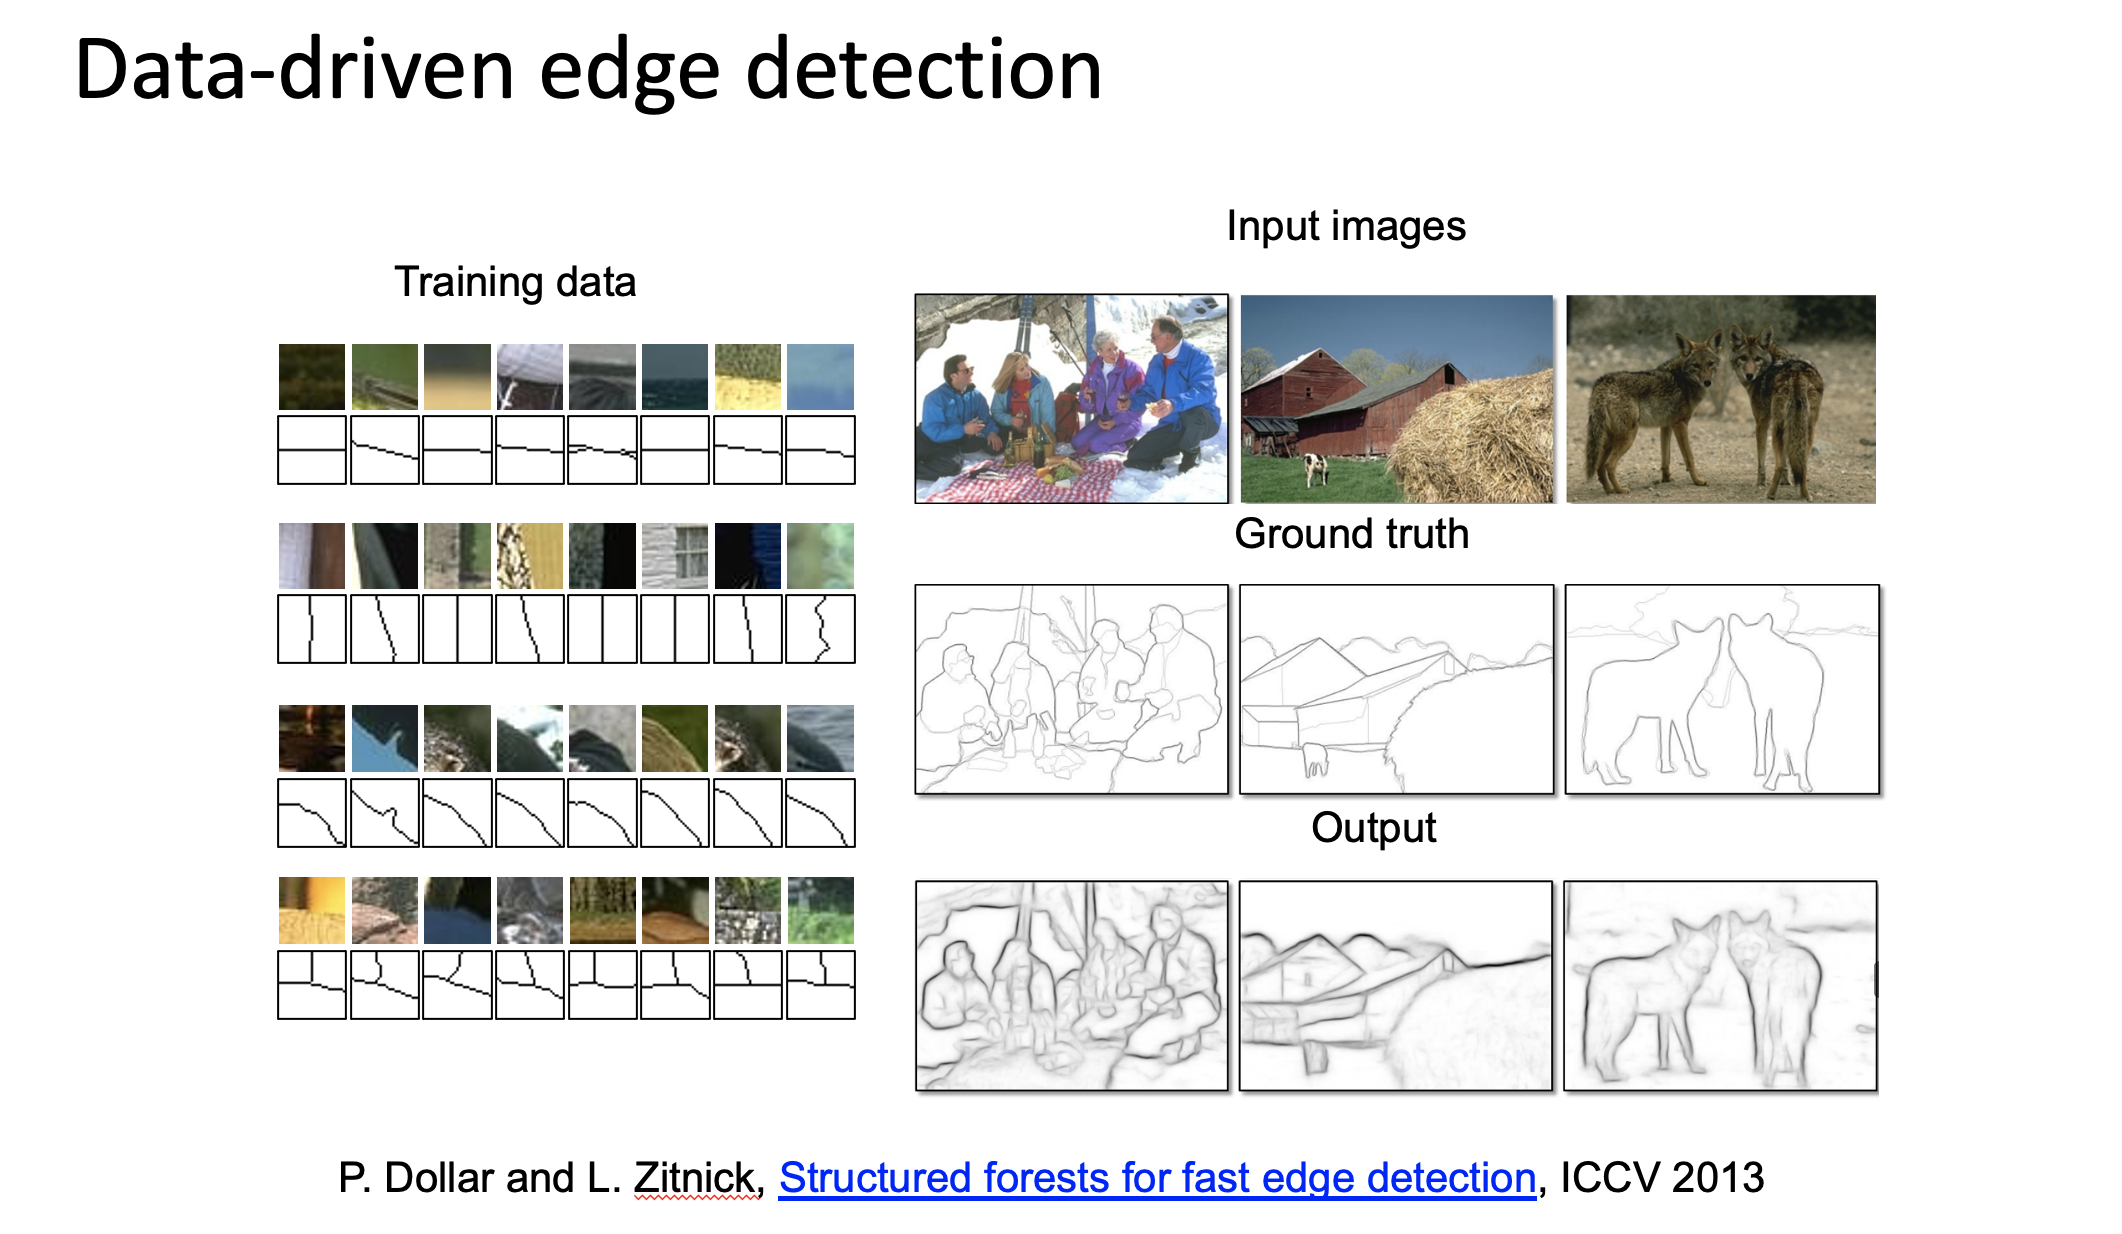 Data-driven edge detection
Input images
Training data
Ground truth
Output
P. Dollar and L. Zitnick, Structured forests for fast edge detection, ICCV 2013